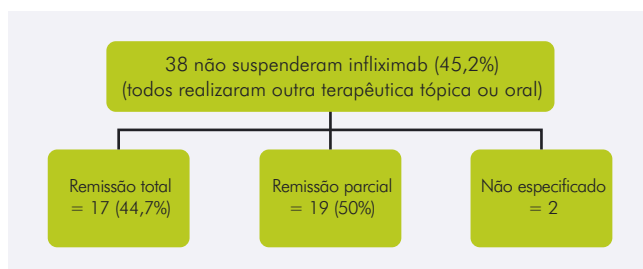 38 não suspenderam infliximab (45,2%)
(todos realizaram outra terapêutica tópica ou oral)
Remissão total
= 17 (44,7%)
Remissão parcial
= 19 (50%)
Não especificado
= 2